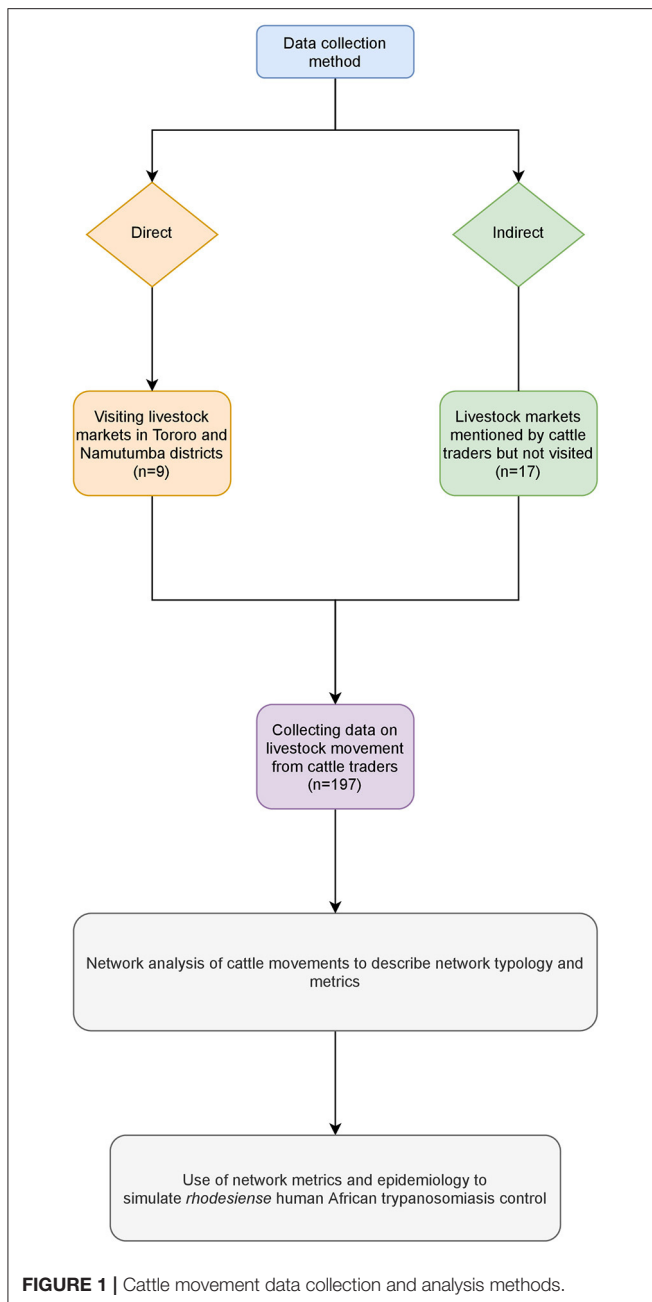 Data collection
method
Direct
Indirect
Visiting livestock
markets in Tororo and
Namutumba districts
(n=9)
Livestock markets
mentioned by cattle
traders but not visited
(n=17)
Collecting data on
livestock movement
from cattle traders
(n=197)
Network analysis of cattle movements to describe network typology and
metrics
Use of network metrics and epidemiology to
simulate rhodesiense human African trypanosomiasis control
FIGURE 1 | Cattle movement data collection and analysis methods.